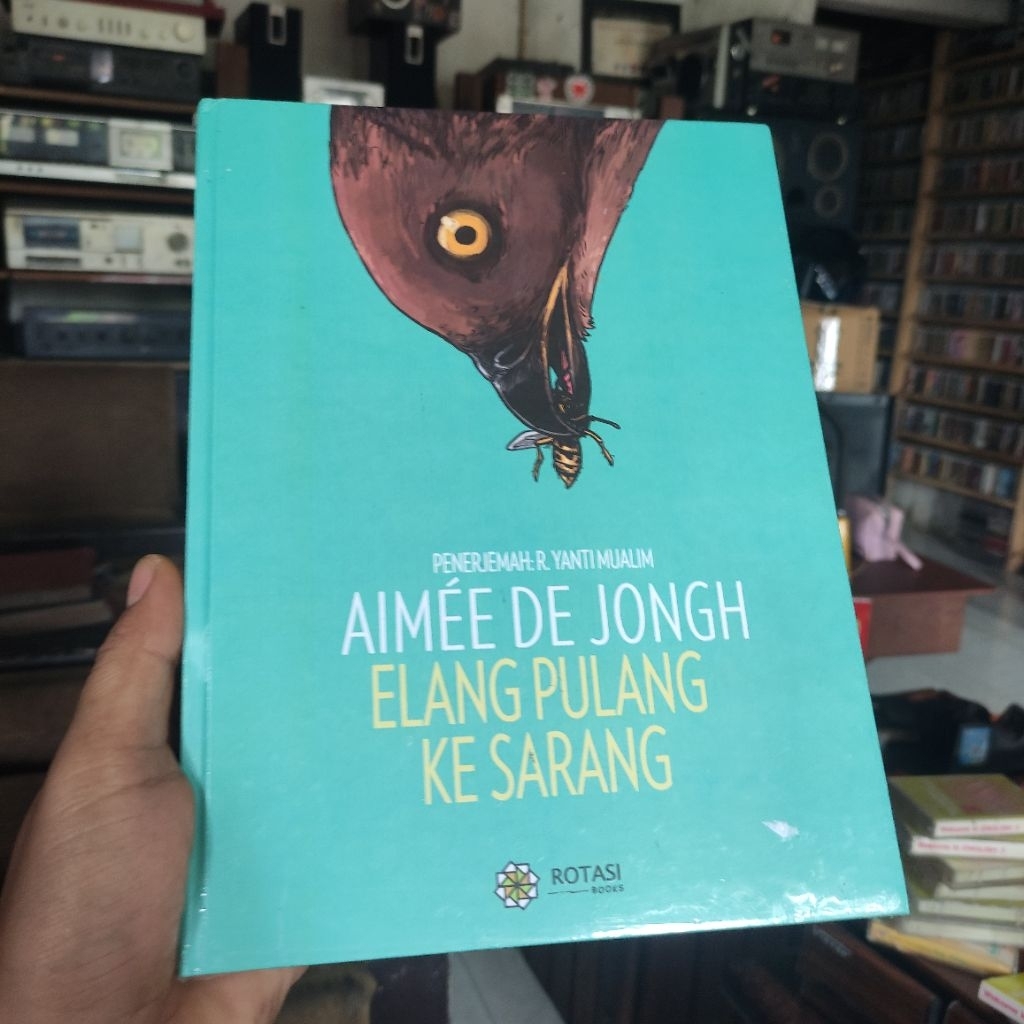 PENERJEMAH: R. YANTI MUALIM
AIMÉE DE JONGH
ELANG PULANG
KE SARANG
ROTASI
BOOKS